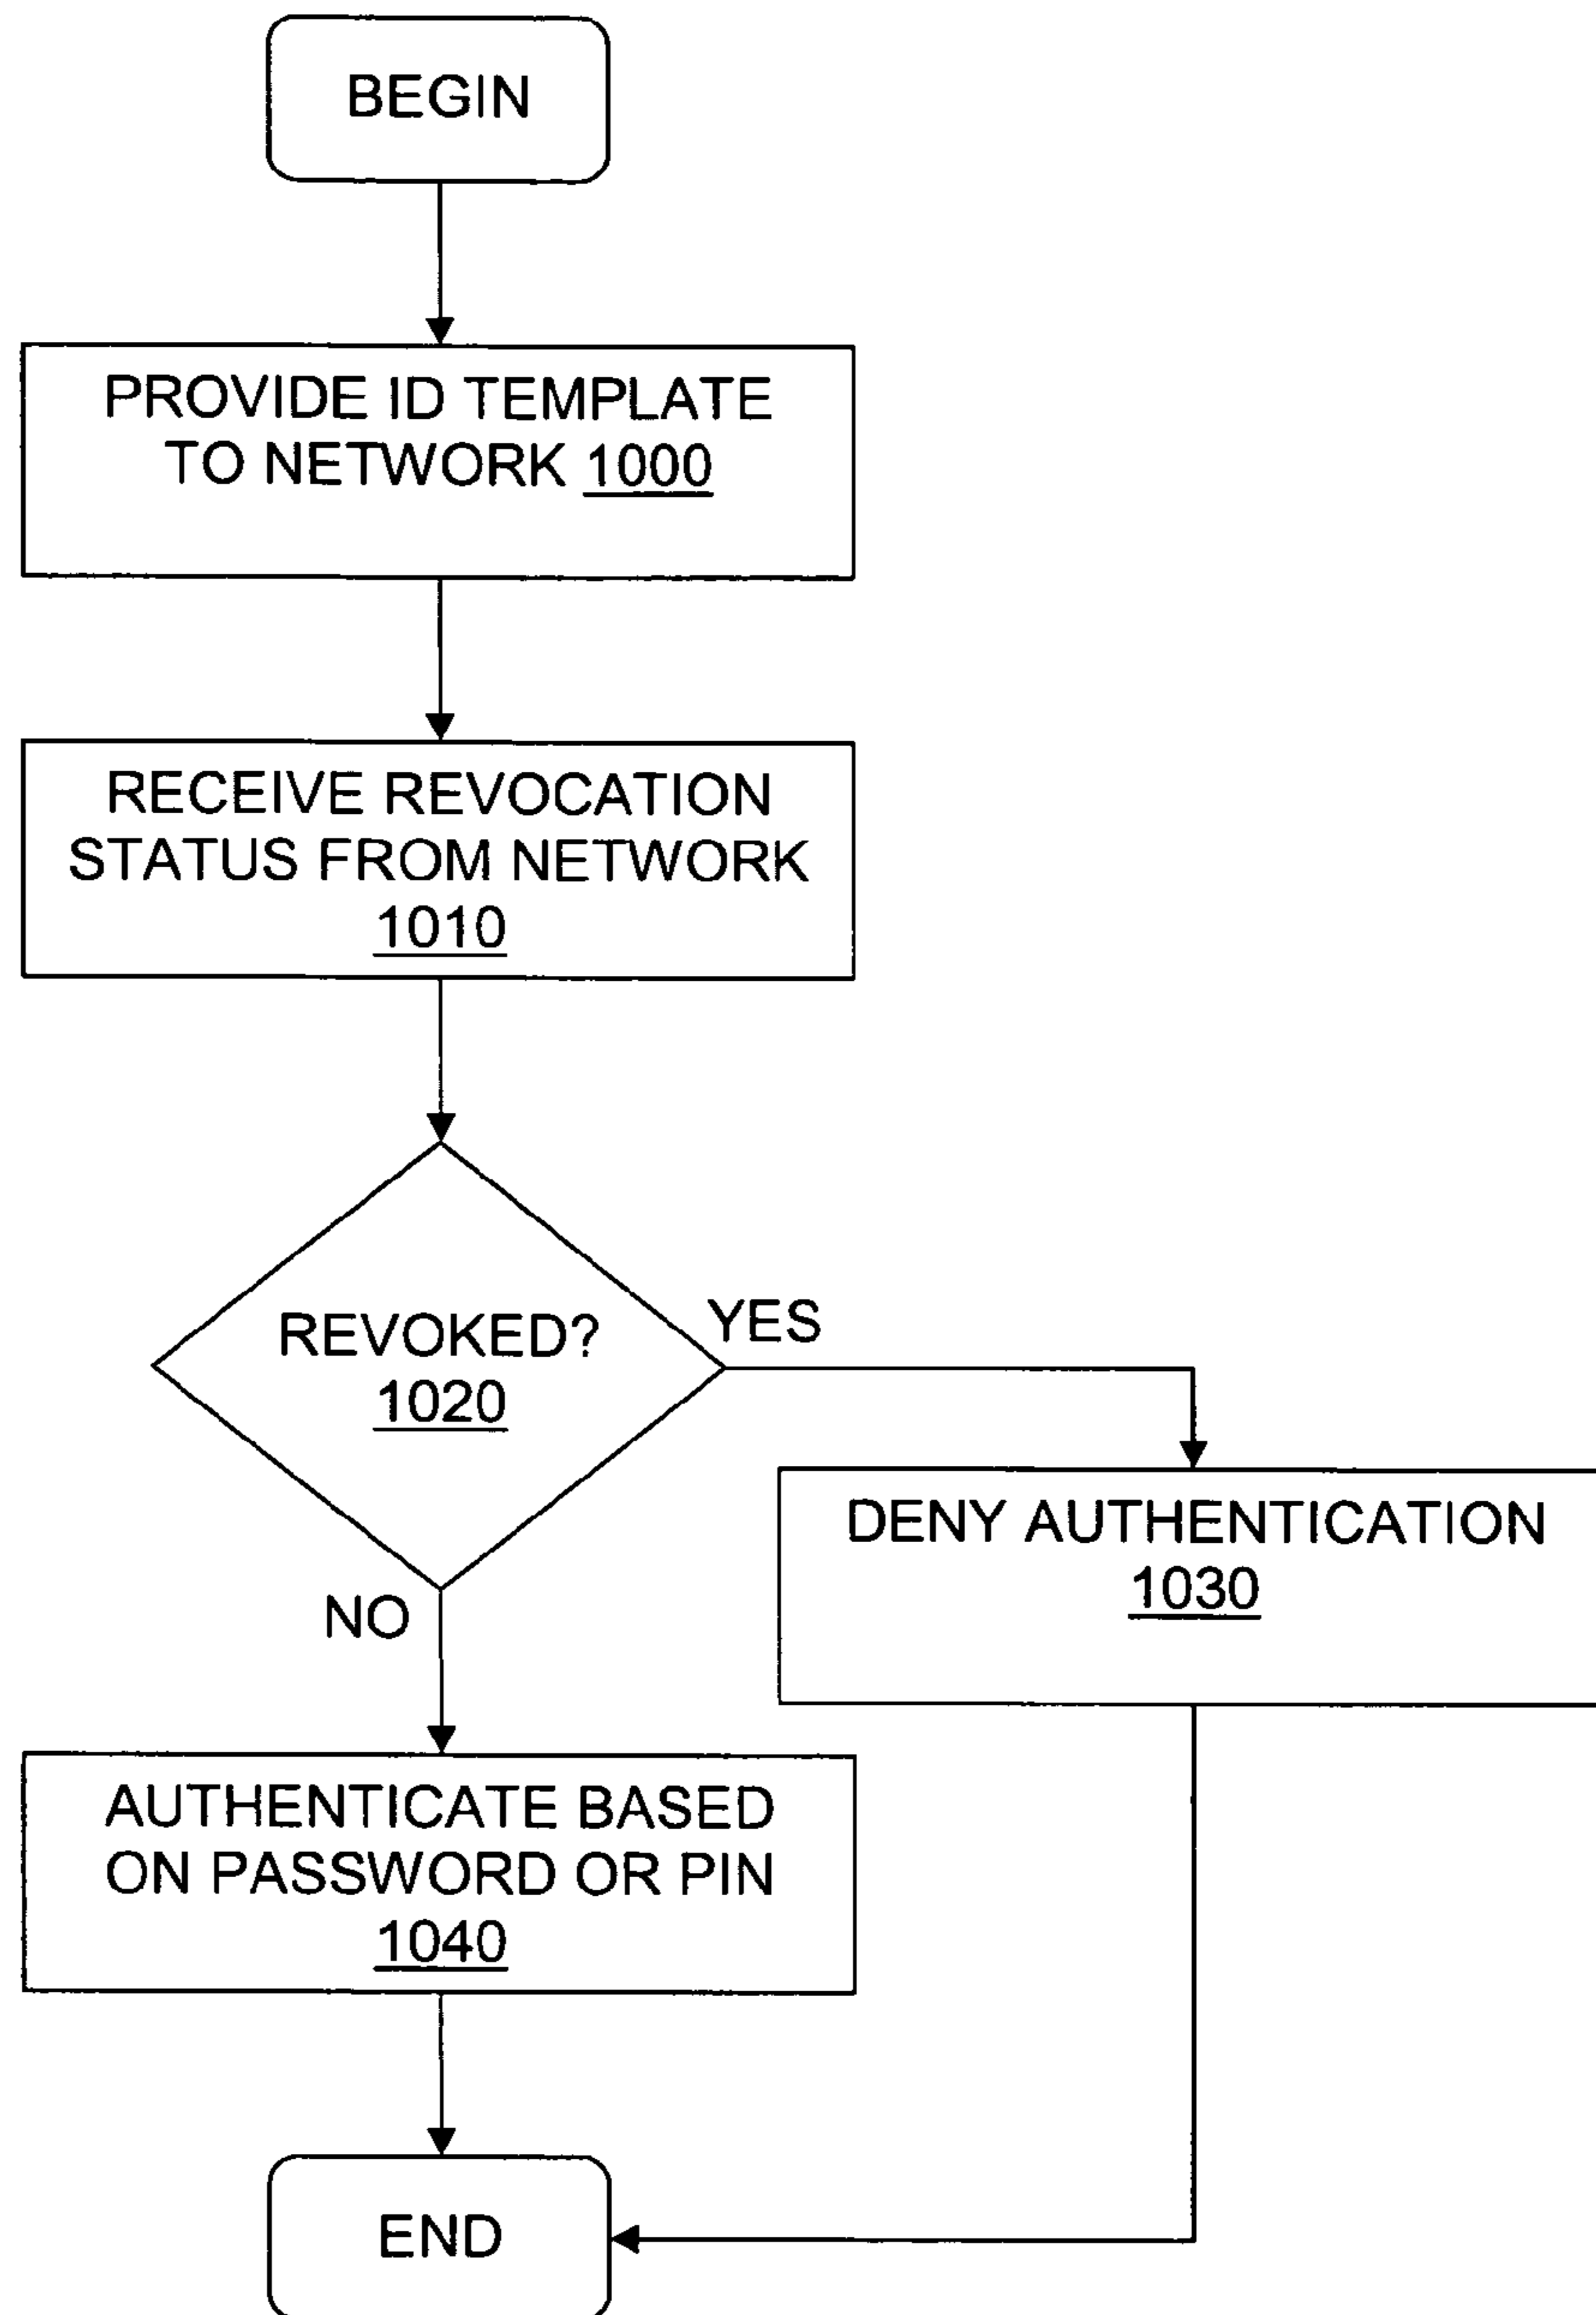 BEGIN
PROVIDE ID TEMPLATE
TO NETWORK 1000
RECEIVE REVOCATION
STATUS FROM NETWORK
1010
REVOKED?
1020
YES
NO
DENY AUTHENTICATION
1030
AUTHENTICATE BASED
ON PASSWORD OR PIN
1040
END